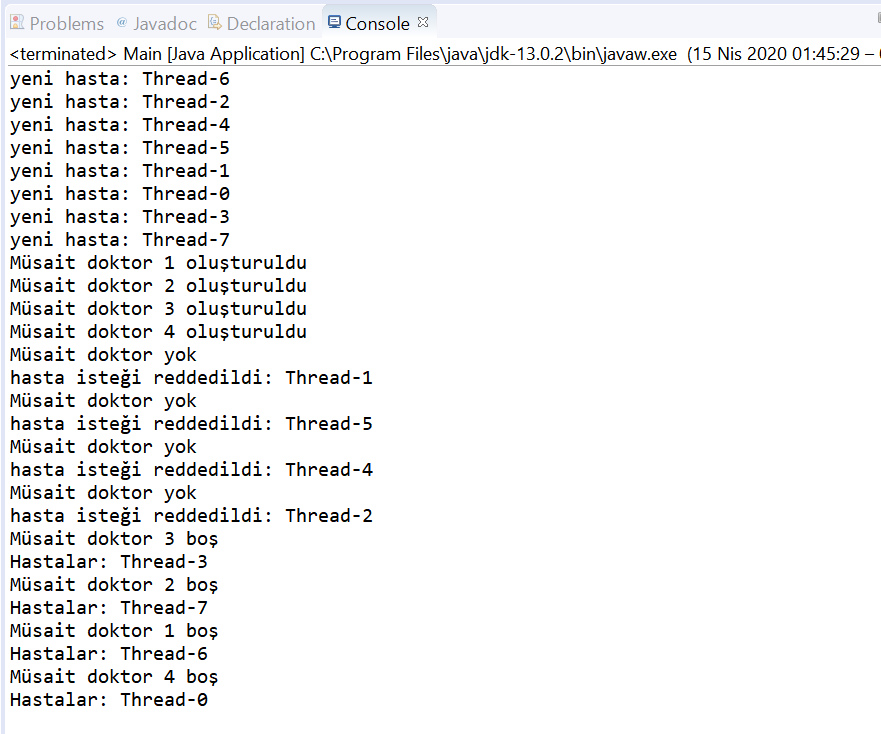 Problems @ Javadoc Declaration Console
<terminated> Main [Java Application] C:\Program Files\java\jdk-13.0.2\bin\javaw.exe (15 Nis 2020 01:45:29 –
yeni hasta: Thread-6
yeni hasta: Thread-2
yeni hasta: Thread-4
yeni hasta: Thread-5
yeni hasta: Thread-1
yeni hasta: Thread-0
yeni hasta: Thread-3
yeni hasta: Thread-7
Müsait doktor 1 oluşturuldu
Müsait doktor 2 oluşturuldu
Müsait doktor 3 oluşturuldu
Müsait doktor 4 oluşturuldu
Müsait doktor yok
hasta isteği reddedildi: Thread-1
Müsait doktor yok
hasta isteği reddedildi: Thread-5
Müsait doktor yok
hasta isteği reddedildi: Thread-4
Müsait doktor yok
hasta isteği reddedildi: Thread-2
Müsait doktor 3 boş
Hastalar: Thread-3
Müsait doktor 2 boş
Hastalar: Thread-7
Müsait doktor 1 boş
Hastalar: Thread-6
Müsait doktor 4 boş
Hastalar: Thread-0